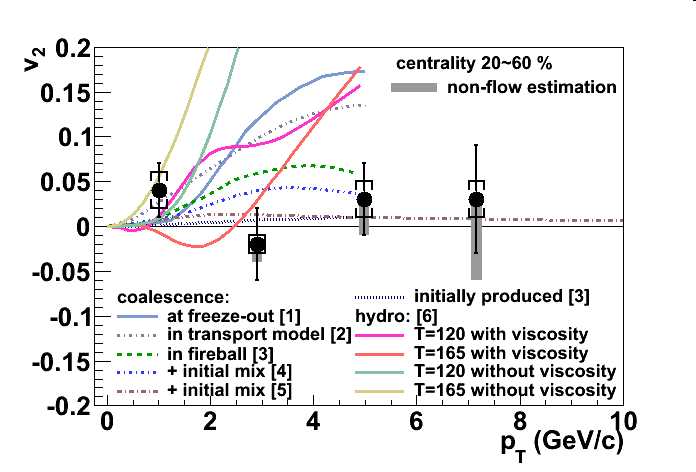 v2
0.2
0.15
0.1
0.05
0
-0.05
-0.1
-0.15
-0.2
centrality 20~60 %
non-flow estimation
coalescence:
at freeze-out [1]
in transport model [2]
in fireball [3]
+ initial mix [4]
+ initial mix [5]
initially produced [3]
hydro: [6]
T=120 with viscosity
T=165 with viscosity
T=120 without viscosity
T=165 without viscosity
0 2 4 6 8 10
pT (GeV/c)